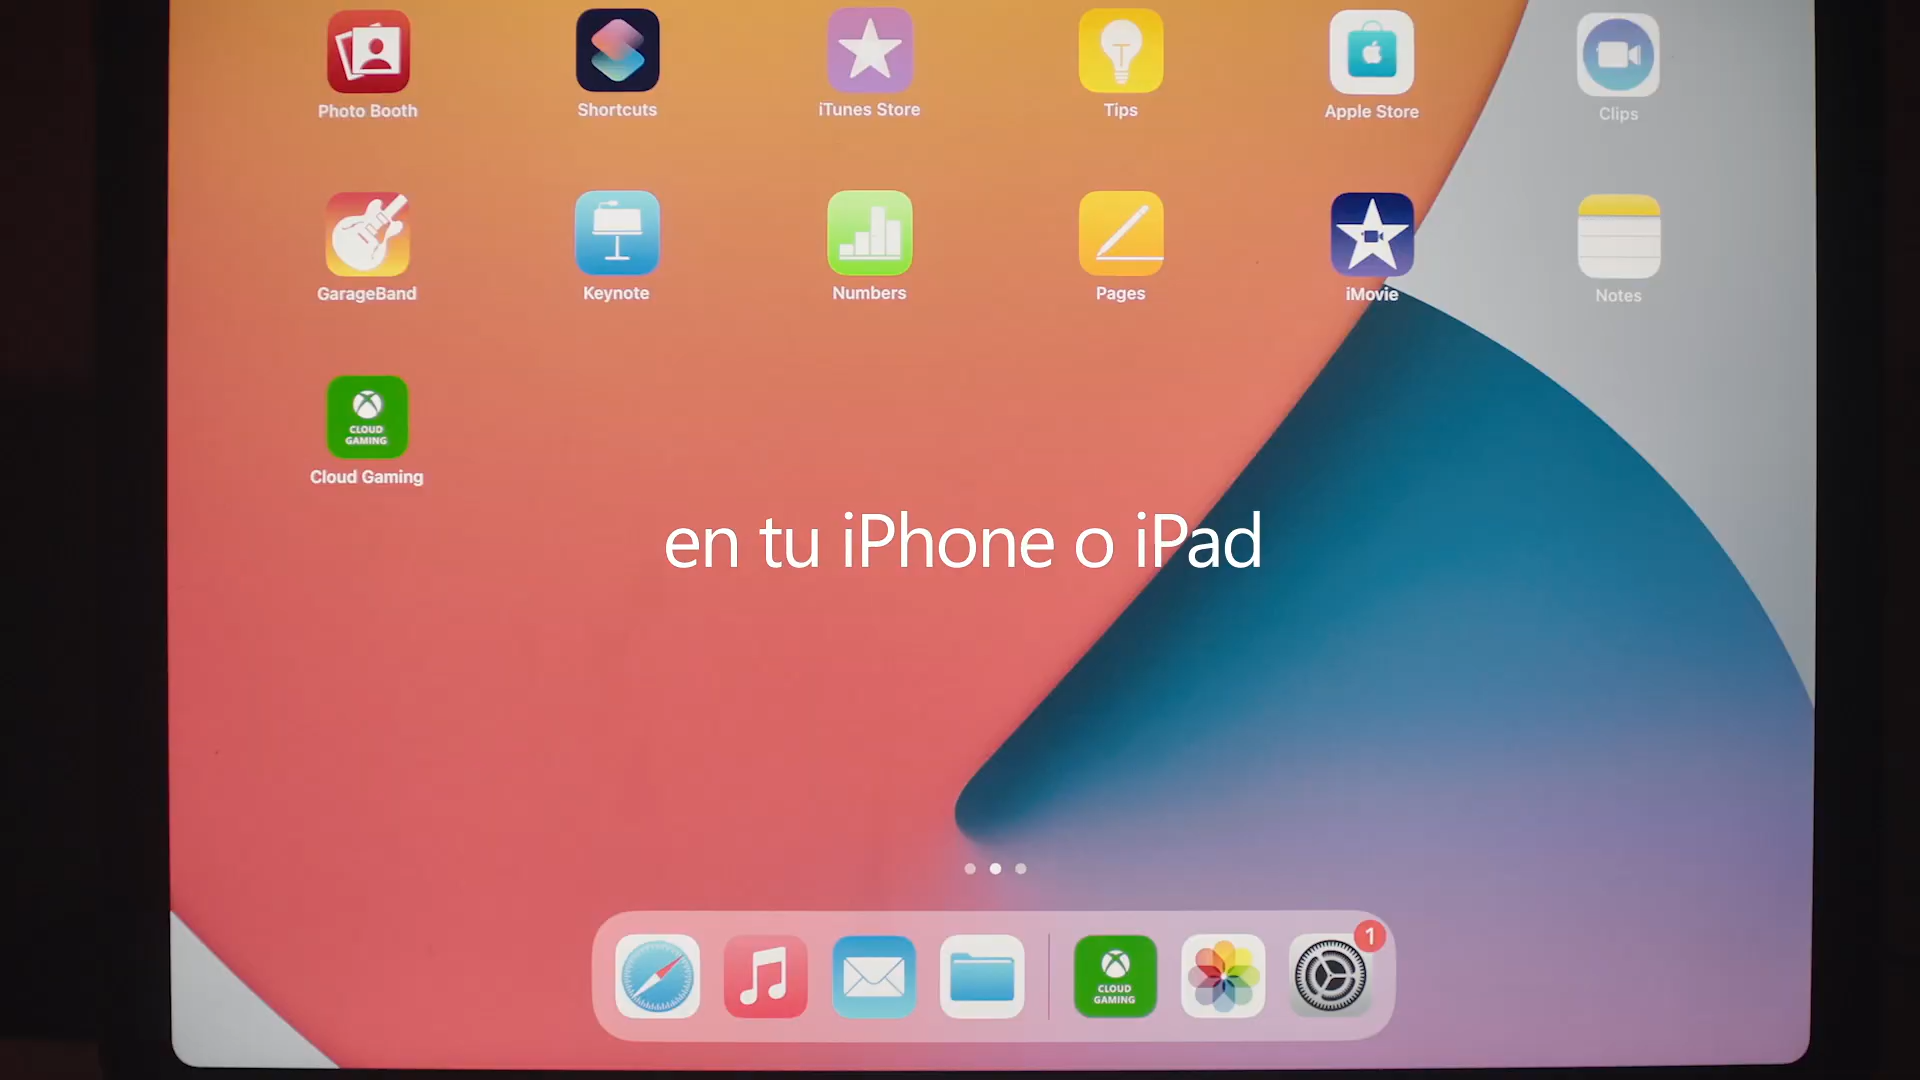 Photo Booth
Shortcuts
iTunes Store
Tips
Apple Store
Clips
GarageBand
Keynote
Numbers
Pages
iMovie
Notes
CLOUD
GAMING
Cloud Gaming
en tu iPhone o iPad
CLOUD
GAMING
1